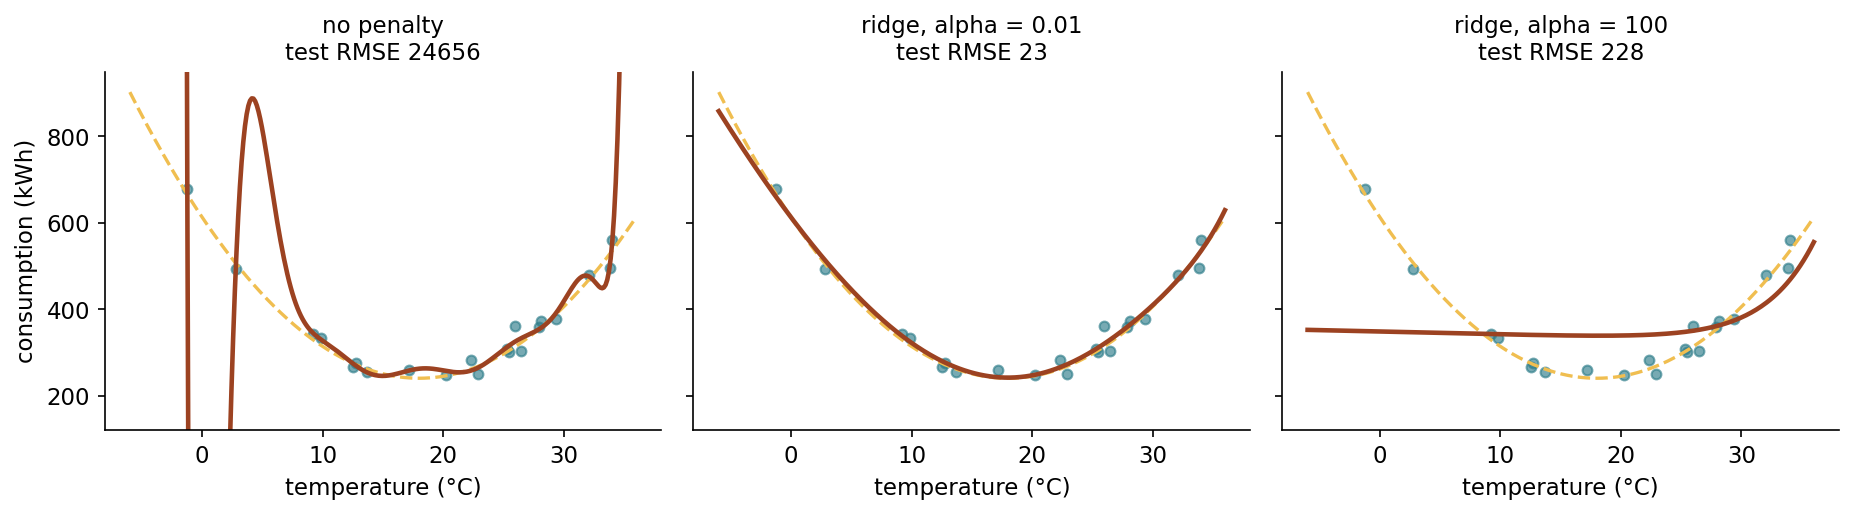 no penalty
test RMSE 24656
ridge, alpha = 0.01
test RMSE 23
ridge, alpha = 100
test RMSE 228
consumption (kWh)
800
600
400
200
0 10 20 30
0 10 20 30
0 10 20 30
temperature (°C)
temperature (°C)
temperature (°C)